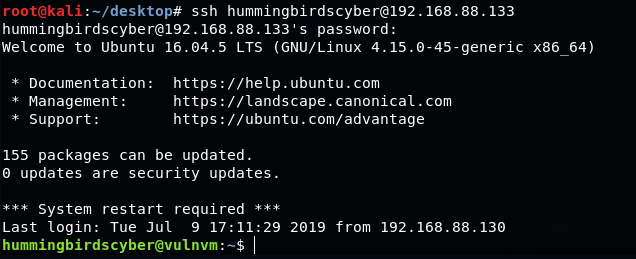 root@kali:~/desktop# ssh hummingbirdscyber@192.168.88.133
hummingbirdscyber@192.168.88.133's password:
Welcome to Ubuntu 16.04.5 LTS (GNU/Linux 4.15.0-45-generic x86_64)

 * Documentation:  https://help.ubuntu.com
 * Management:     https://landscape.canonical.com
 * Support:        https://ubuntu.com/advantage

155 packages can be updated.
0 updates are security updates.

*** System restart required ***
Last login: Tue Jul  9 17:11:29 2019 from 192.168.88.130
hummingbirdscyber@vulnvm:~$